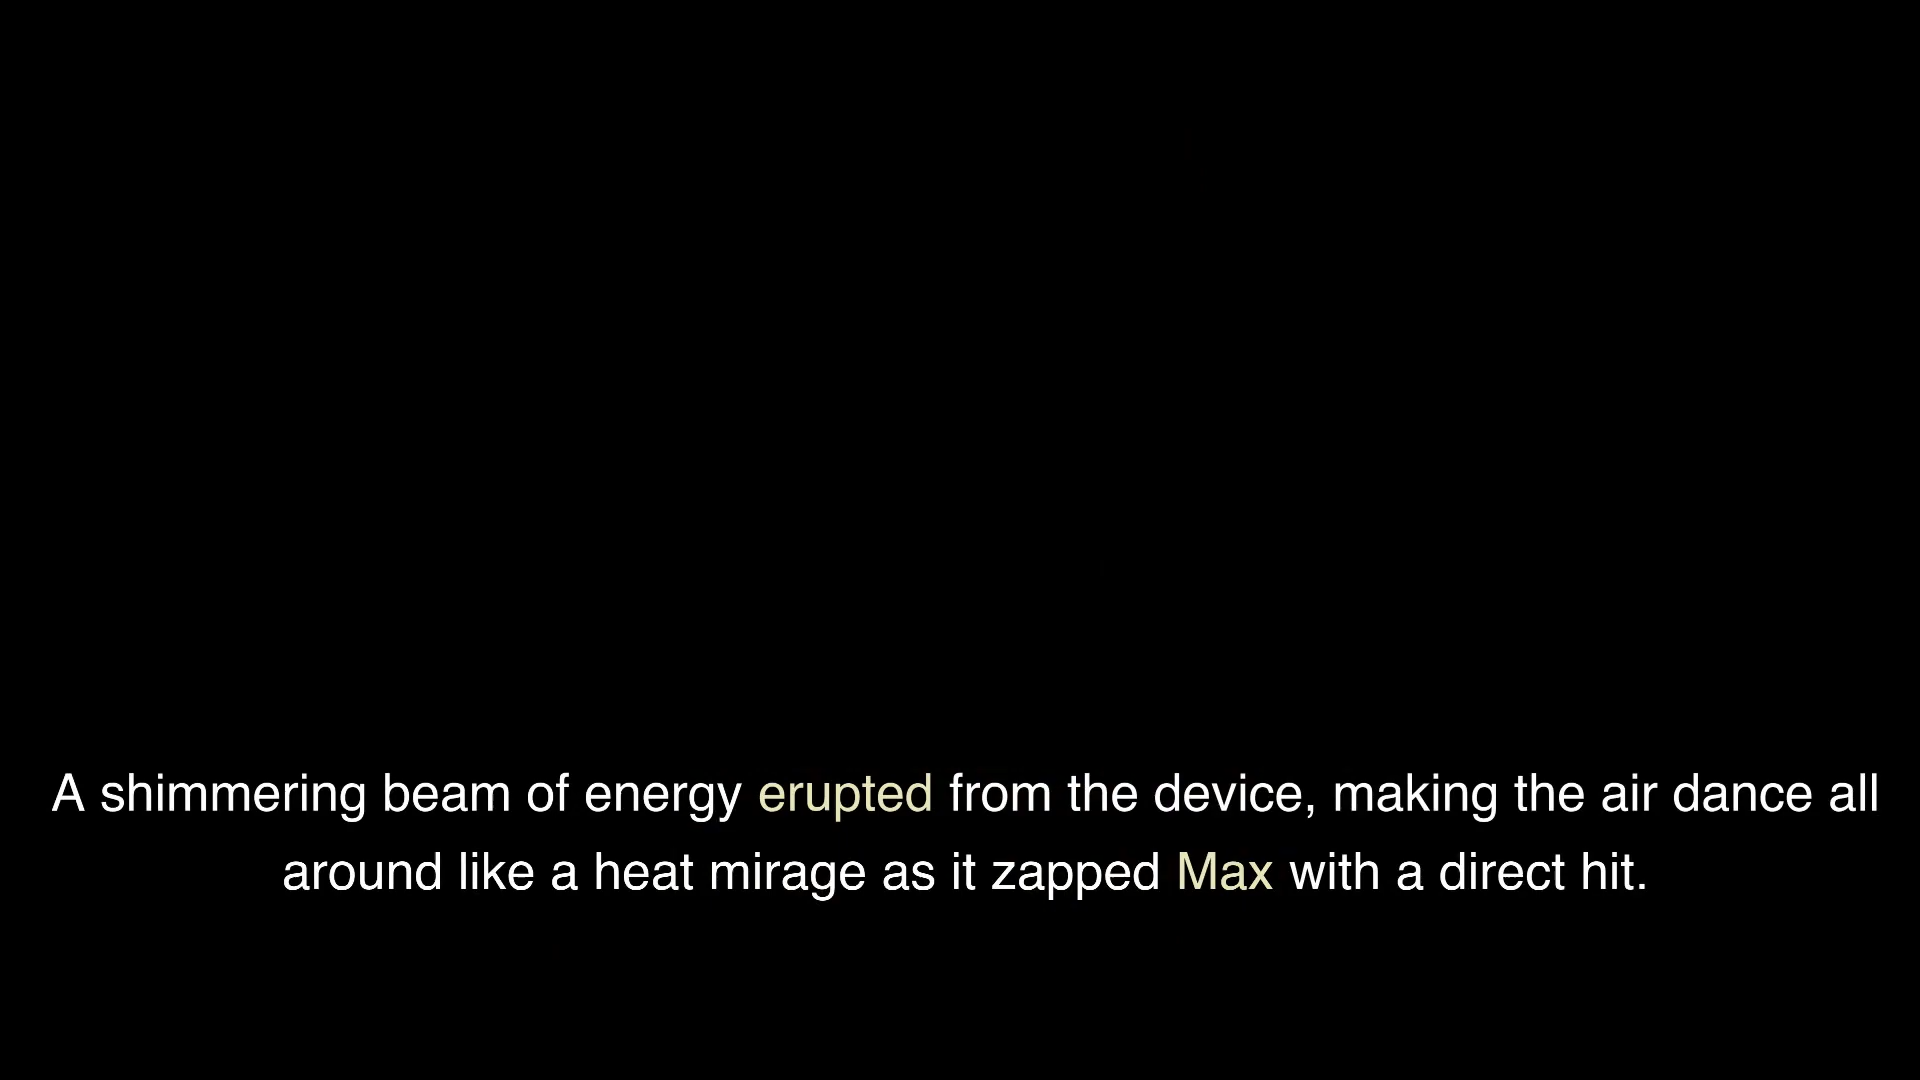 A shimmering beam of energy erupted from the device, making the air dance all
around like a heat mirage as it zapped Max with a direct hit.